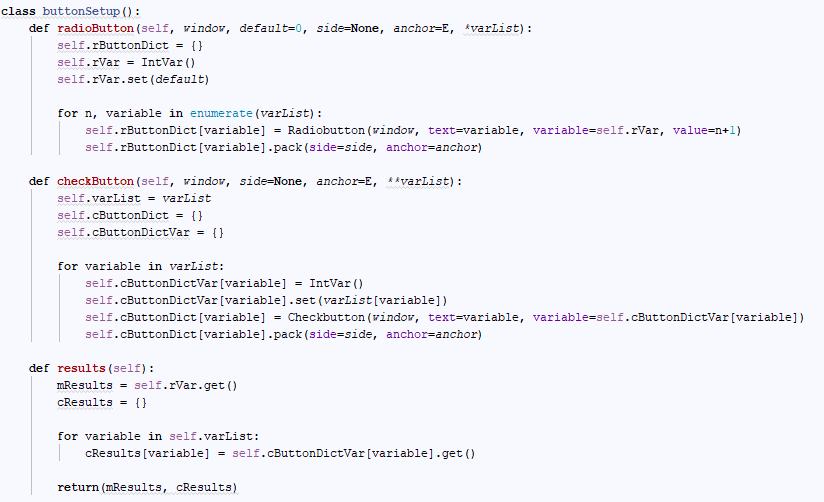 class buttonSetup():
    def radioButton(self, window, default=0, side=None, anchor=E, *varList):
        self.rButtonDict = {}
        self.rVar = IntVar()
        self.rVar.set(default)

        for n, variable in enumerate(varList):
            self.rButtonDict[variable] = Radiobutton(window, text=variable, variable=self.rVar, value=n+1)
            self.rButtonDict[variable].pack(side=side, anchor=anchor)

    def checkButton(self, window, side=None, anchor=E, **varList):
        self.varList = varList
        self.cButtonDict = {}
        self.cButtonDictVar = {}

        for variable in varList:
            self.cButtonDictVar[variable] = IntVar()
            self.cButtonDictVar[variable].set(varList[variable])
            self.cButtonDict[variable] = Checkbutton(window, text=variable, variable=self.cButtonDictVar[variable])
            self.cButtonDict[variable].pack(side=side, anchor=anchor)

    def results(self):
        mResults = self.rVar.get()
        cResults = {}

        for variable in self.varList:
            cResults[variable] = self.cButtonDictVar[variable].get()

        return(mResults, cResults)